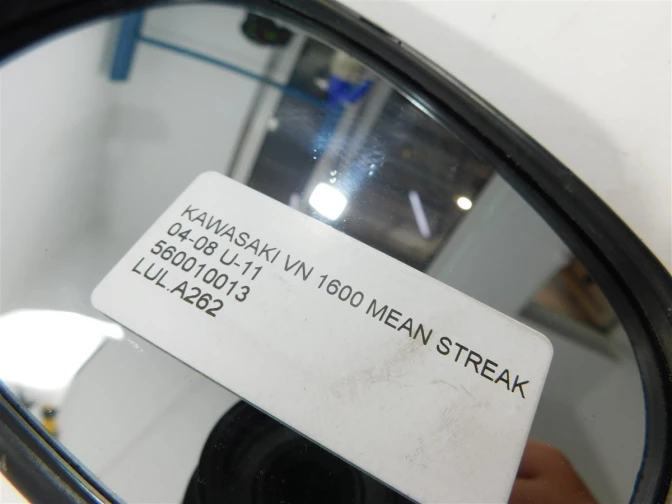 KAWASAKI VN 1600 MEAN STREAK
04-08 U-11
560010013
LUL.A262